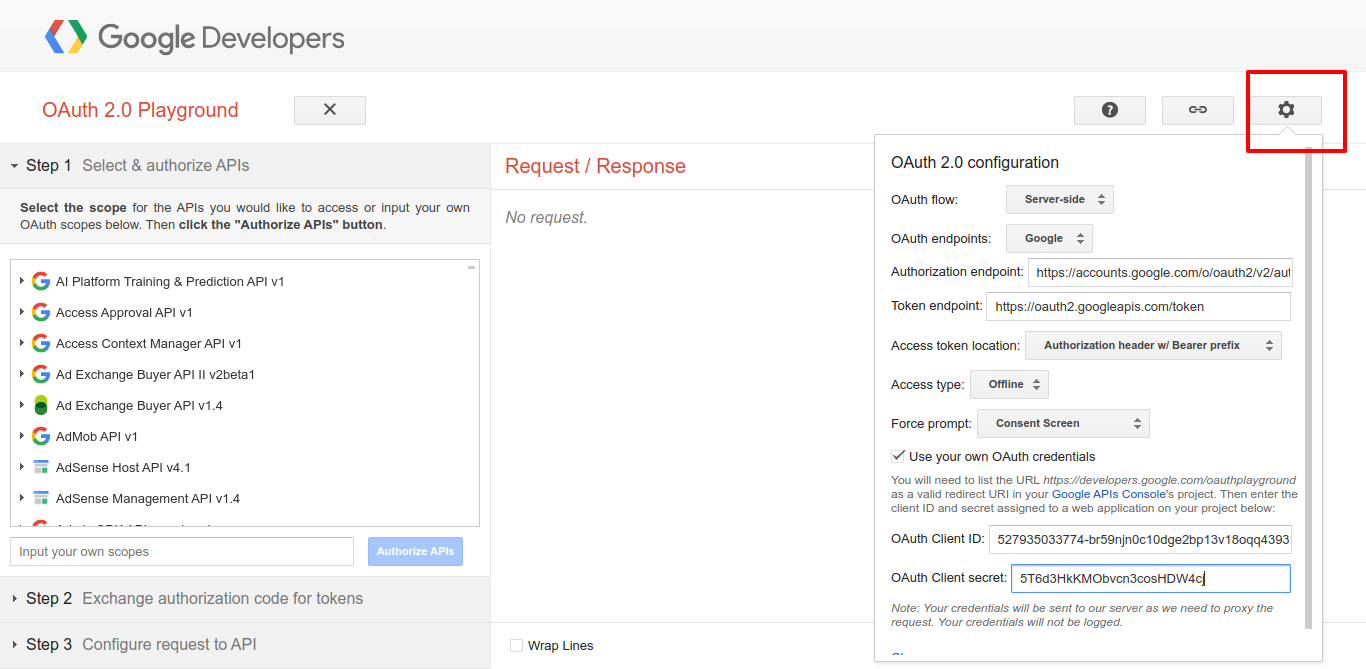 Google Developers
OAuth 2.0 Playground
Step 1 Select & authorize APIs
Select the scope for the APIs you would like to access or input your own
OAuth scopes below. Then click the "Authorize APIs" button.
AI Platform Training & Prediction API v1
Access Approval API v1
Access Context Manager API v1
Ad Exchange Buyer API II v2beta1
Ad Exchange Buyer API v1.4
AdMob API v1
AdSense Host API v4.1
AdSense Management API v1.4
Input your own scopes
Authorize APIs
Step 2 Exchange authorization code for tokens
Step 3 Configure request to API
Request / Response
No request.
Wrap Lines
OAuth 2.0 configuration
OAuth flow: Server-side
OAuth endpoints: Google
Authorization endpoint: https://accounts.google.com/o/oauth2/v2/aut
Token endpoint: https://oauth2.googleapis.com/token
Access token location: Authorization header w/ Bearer prefix
Access type: Offline
Force prompt: Consent Screen
Use your own OAuth credentials
You will need to list the URL https://developers.google.com/oauthplayground
as a valid redirect URI in your Google APIs Console's project. Then enter the
client ID and secret assigned to a web application on your project below:
OAuth Client ID: 527935033774-br59njn0c10dge2bp13v18oqq4393
OAuth Client secret: 5T6d3HkKMObvcn3cosHDW4cj
Note: Your credentials will be sent to our server as we need to proxy the
request. Your credentials will not be logged.